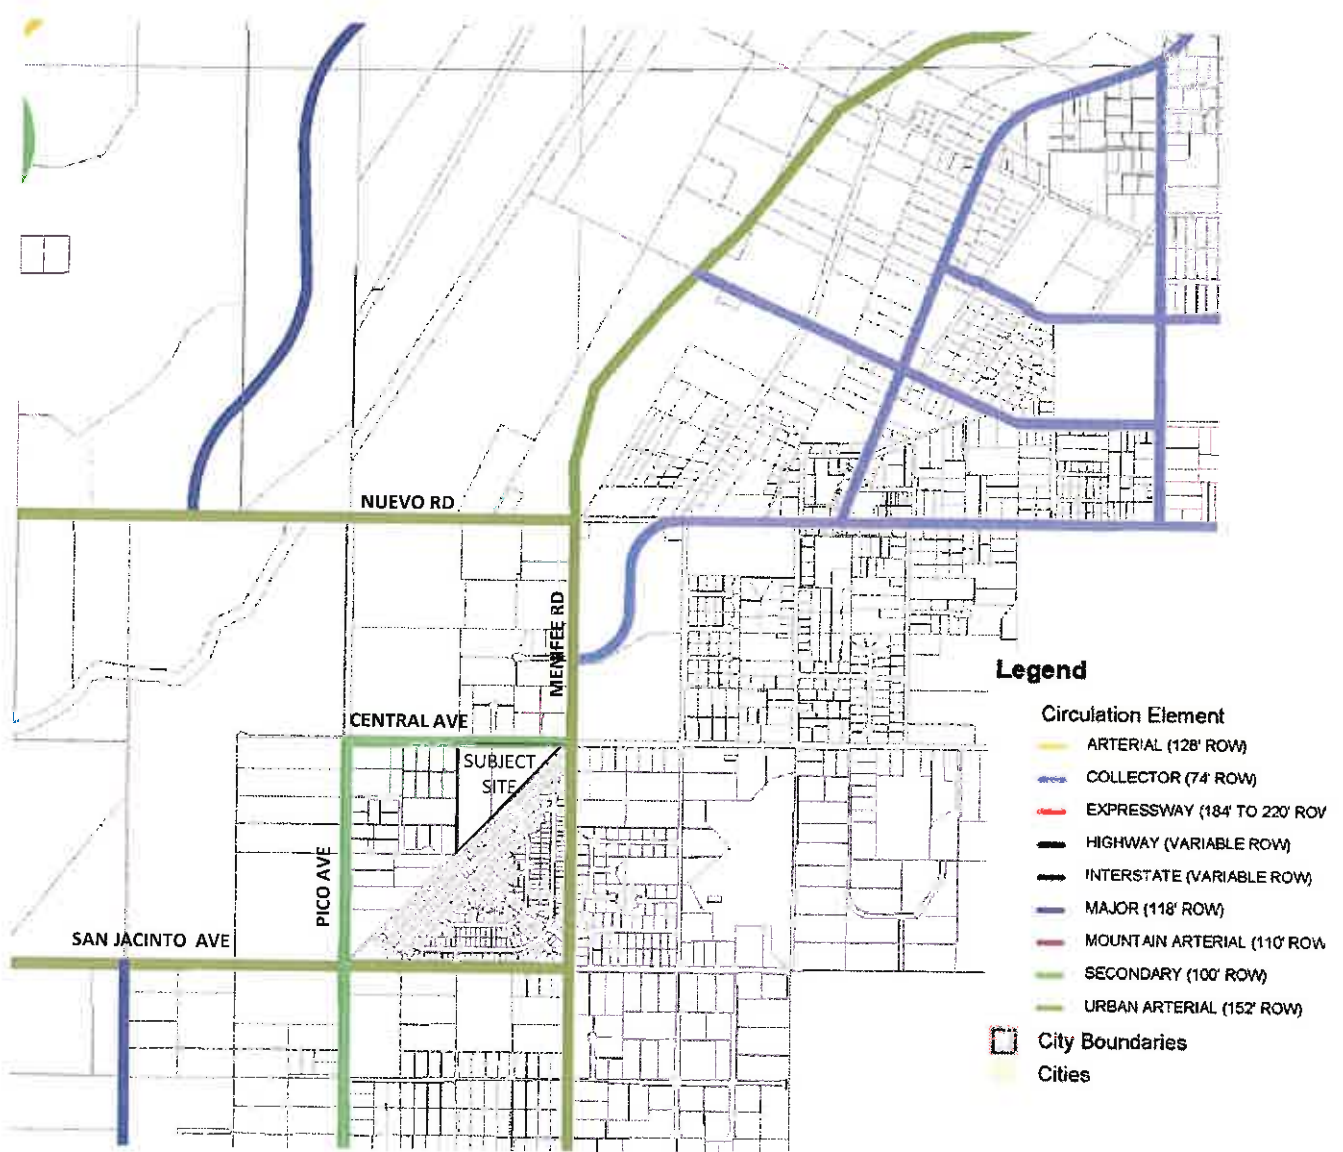 NUEVO RD
MENIFEE RD
CENTRAL AVE
SUBJECT
SITE
PICO AVE
SAN JACINTO AVE
Legend
Circulation Element
ARTERIAL (128' ROW)
COLLECTOR (74' ROW)
EXPRESSWAY (184' TO 220' ROV
HIGHWAY (VARIABLE ROW)
INTERSTATE (VARIABLE ROW)
MAJOR (118' ROW)
MOUNTAIN ARTERIAL (110' ROW
SECONDARY (100' ROW)
URBAN ARTERIAL (152' ROW)
City Boundaries
Cities